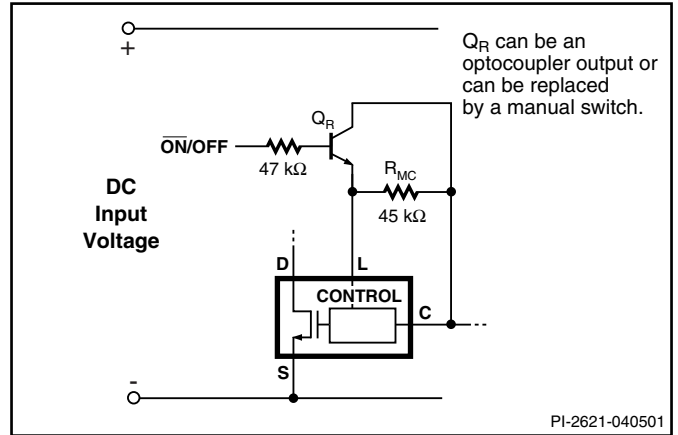 +
Q_R can be an
optocoupler output or
can be replaced
by a manual switch.
Q_R
ON/OFF
47 kΩ
R_MC
45 kΩ
DC
Input
Voltage
D
L
CONTROL
C
S
-
PI-2621-040501